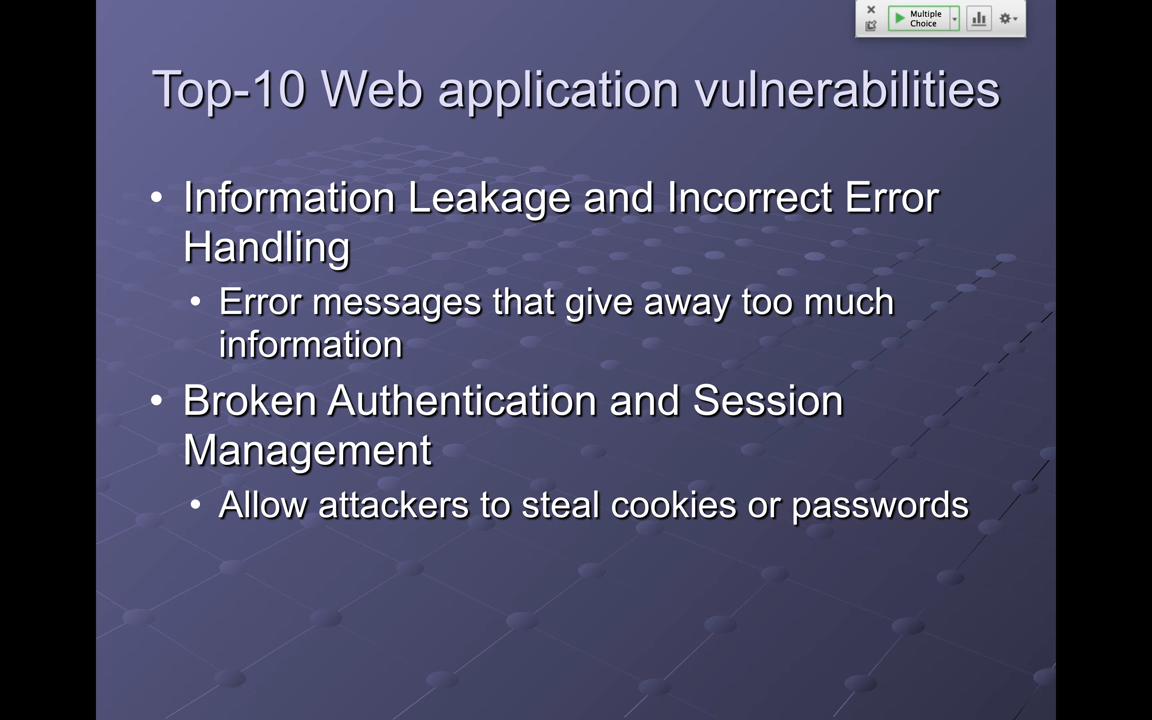 Multiple
Choice
Top-10 Web application vulnerabilities
• Information Leakage and Incorrect Error
Handling
• Error messages that give away too much
information
• Broken Authentication and Session
Management
• Allow attackers to steal cookies or passwords